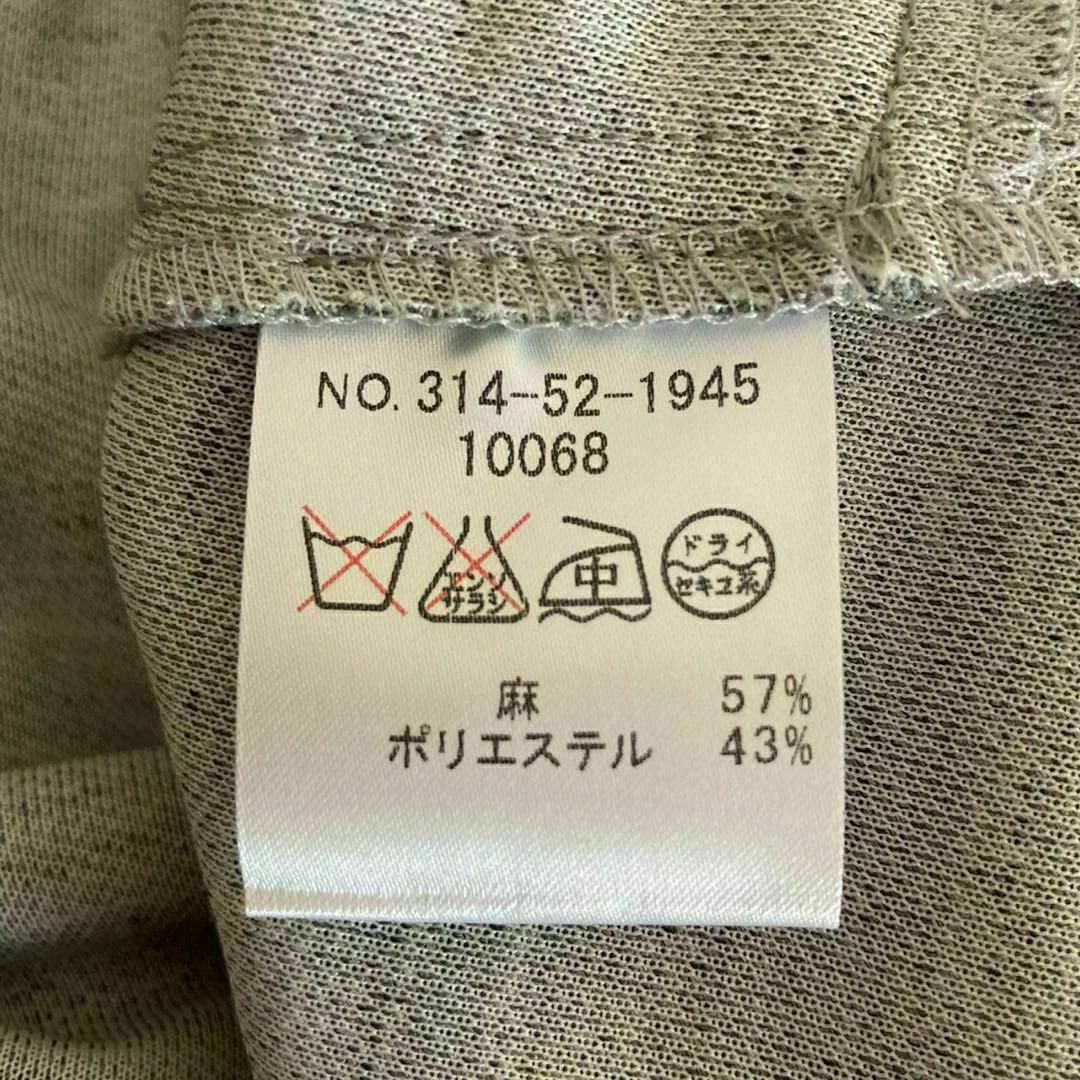 NO. 314-52-1945
10068
エンソ
サラシ
中
ドライ
セキユ系
麻 57%
ポリエステル 43%